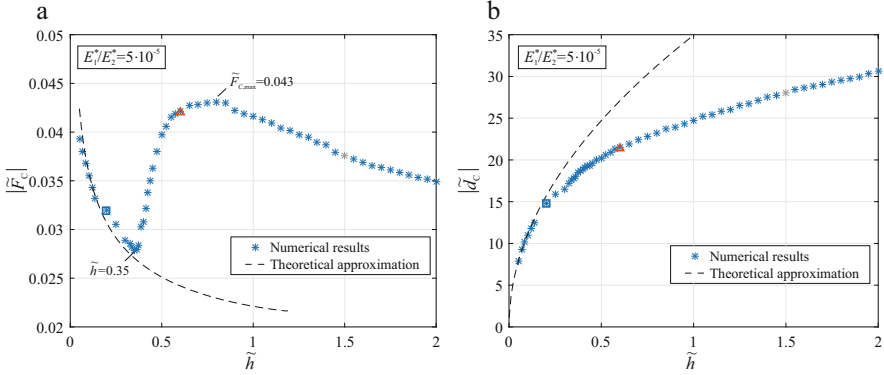 a
E₁*/E₂*=5·10⁻⁵
F̃_C,max=0.043
h̃=0.35
Numerical results
Theoretical approximation
|F̃_C|
0.05
0.045
0.04
0.035
0.03
0.025
0.02
0
0.5
1
1.5
2
h̃
b
E₁*/E₂*=5·10⁻⁵
Numerical results
Theoretical approximation
|d̃_C|
35
30
25
20
15
10
5
0
0
0.5
1
1.5
2
h̃